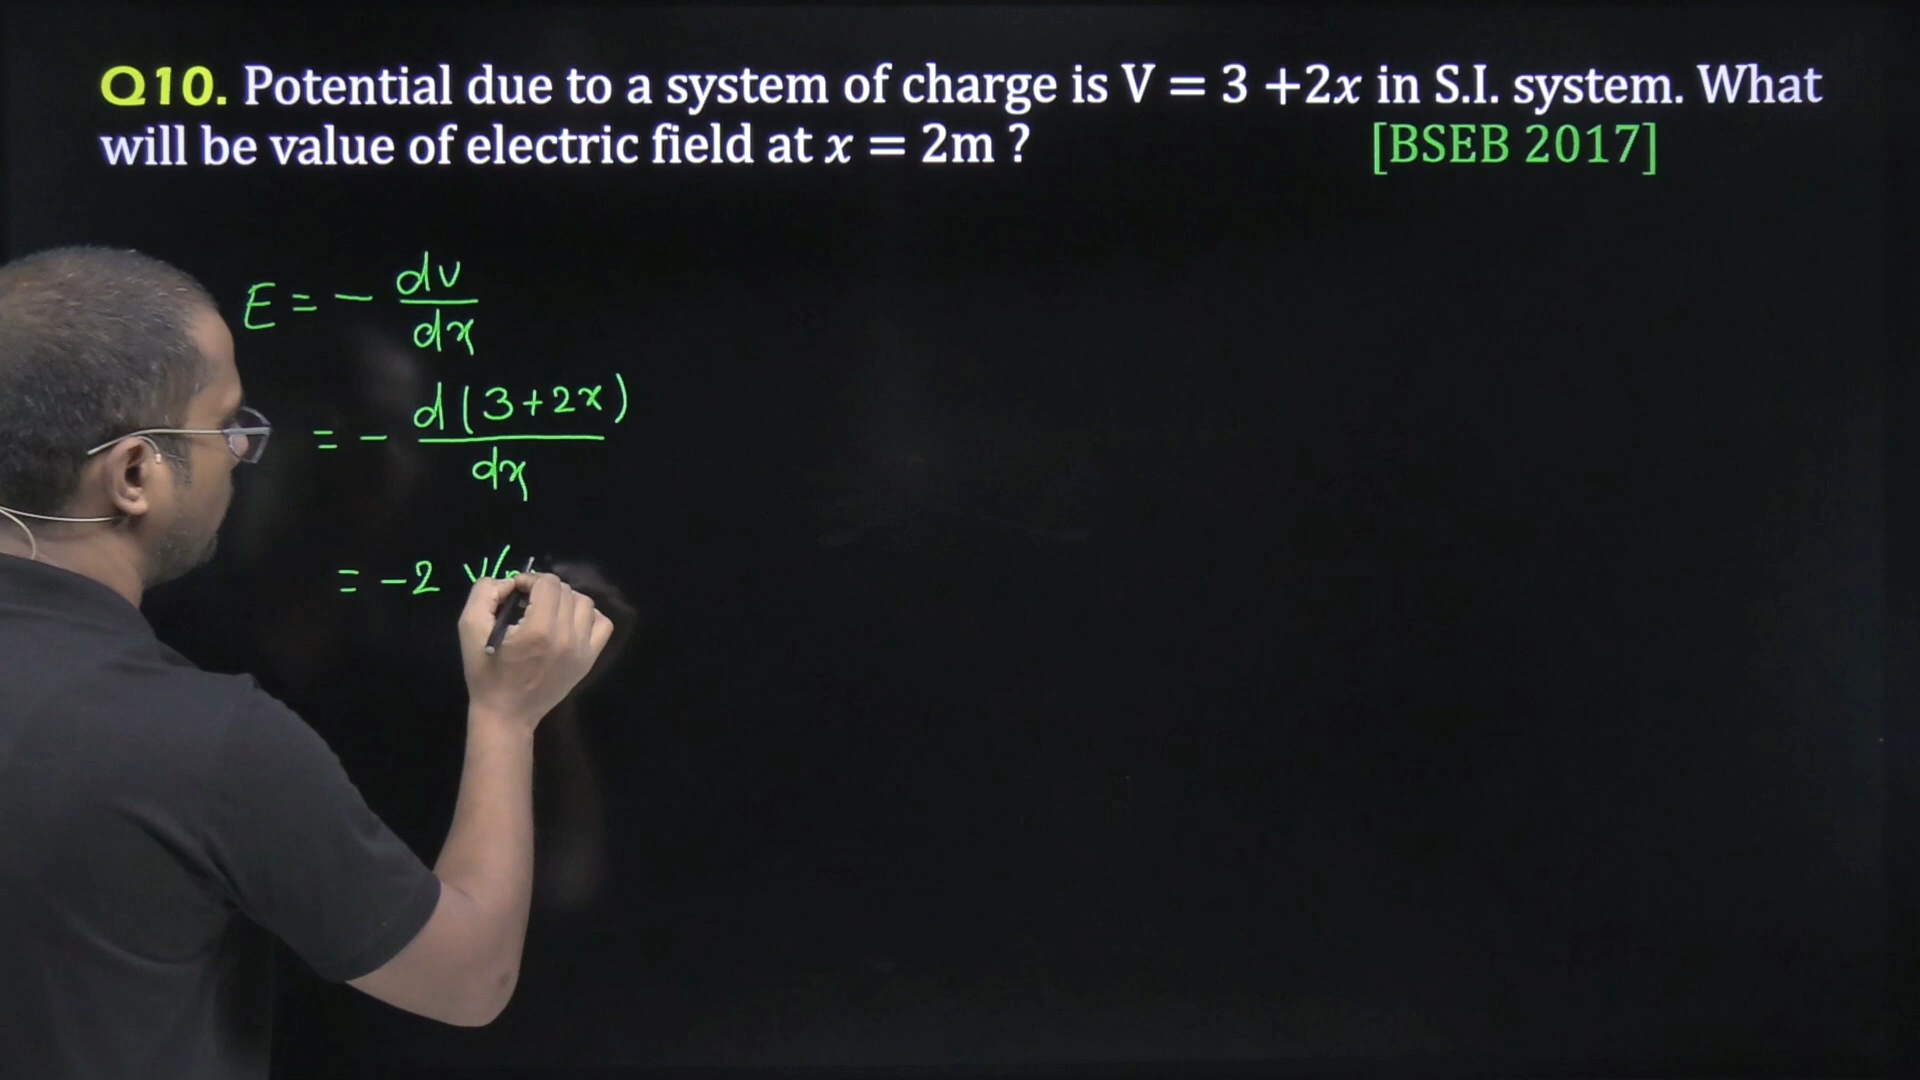 Q10. Potential due to a system of charge is V = 3 +2x in S.I. system. What
will be value of electric field at x = 2m ? [BSEB 2017]
E = - dv/dx
= - d(3+2x)/dx
= -2 V/